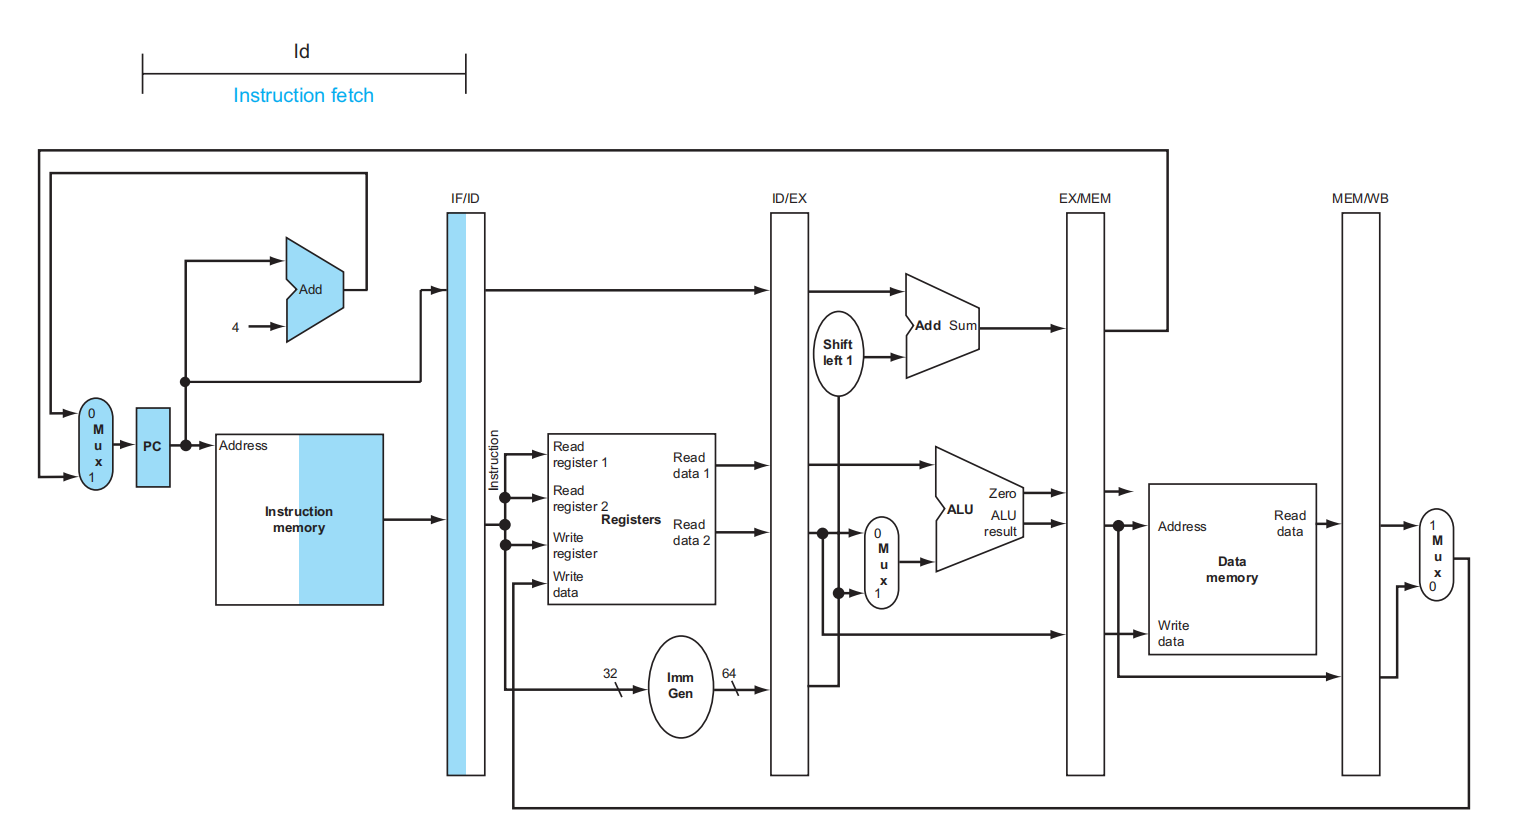 Id
Instruction fetch
IF/ID
ID/EX
EX/MEM
MEM/WB
Add
4
Add Sum
Shift
left 1
0
M
u
x
1
PC
Address
Instruction
memory
Instruction
Read
register 1
Read
register 2
Write
register
Write
data
Registers
Read
data 1
Read
data 2
0
M
u
x
1
ALU
Zero
ALU
result
Address
Write
data
Data
memory
Read
data
1
M
u
x
0
32
Imm
Gen
64